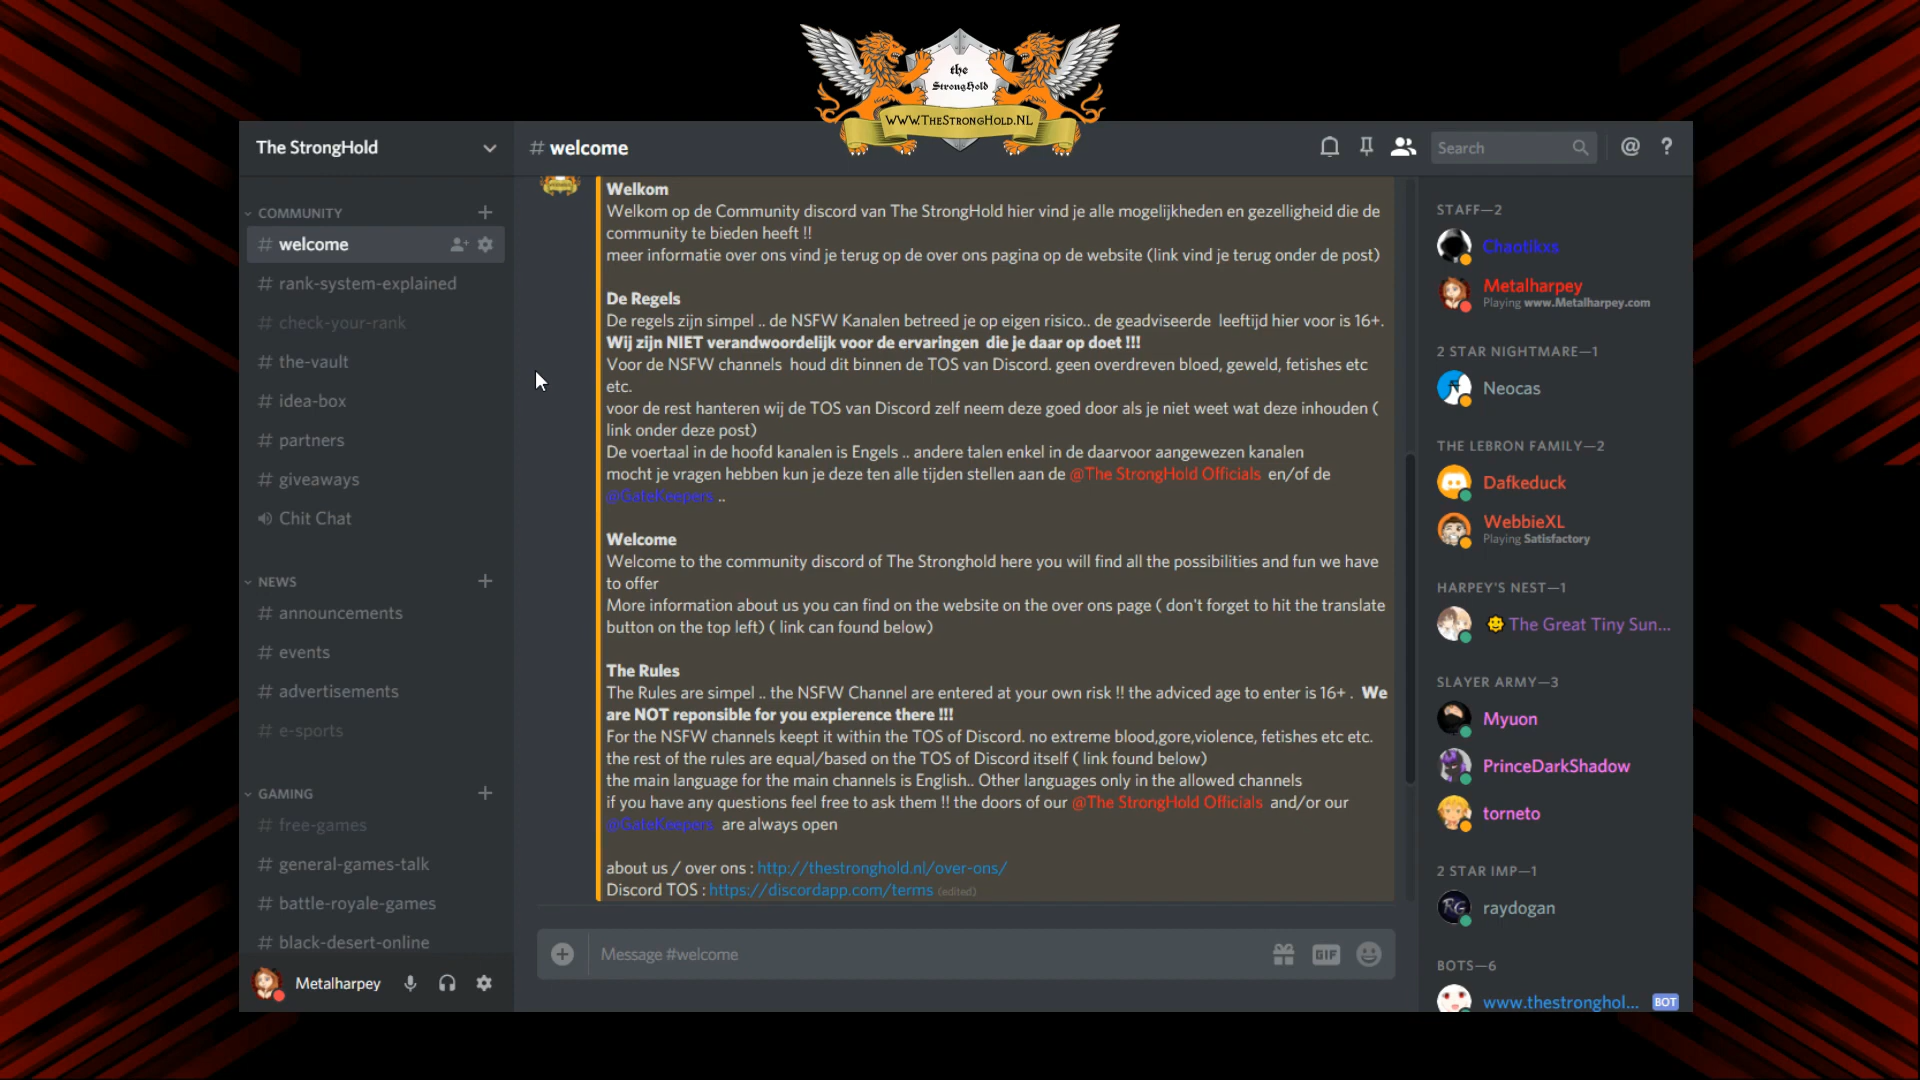 the
StrongHold
WWW.THESTRONGHOLD.NL
The StrongHold
# welcome
Search
@
?
COMMUNITY
# welcome
# rank-system-explained
# check-your-rank
# the-vault
# idea-box
# partners
# giveaways
Chit Chat
NEWS
# announcements
# events
# advertisements
# e-sports
GAMING
# free-games
# general-games-talk
# battle-royale-games
# black-desert-online
Metalharpey
Welkom
Welkom op de Community discord van The StrongHold hier vind je alle mogelijkheden en gezelligheid die de
community te bieden heeft !!
meer informatie over ons vind je terug op de over ons pagina op de website (link vind je terug onder de post)
De Regels
De regels zijn simpel .. de NSFW Kanalen betreed je op eigen risico.. de geadviseerde leeftijd hier voor is 16+.
Wij zijn NIET verandwoordelijk voor de ervaringen die je daar op doet !!!
Voor de NSFW channels houd dit binnen de TOS van Discord. geen overdreven bloed, geweld, fetishes etc
etc.
voor de rest hanteren wij de TOS van Discord zelf neem deze goed door als je niet weet wat deze inhouden (
link onder deze post)
De voertaal in de hoofd kanalen is Engels .. andere talen enkel in de daarvoor aangewezen kanalen
mocht je vragen hebben kun je deze ten alle tijden stellen aan de @The StrongHold Officials en/of de
@GateKeepers ..
Welcome
Welcome to the community discord of The Stronghold here you will find all the possibilities and fun we have
to offer
More information about us you can find on the website on the over ons page ( don't forget to hit the translate
button on the top left) ( link can found below)
The Rules
The Rules are simpel .. the NSFW Channel are entered at your own risk !! the adviced age to enter is 16+ . We
are NOT reponsible for you expierence there !!!
For the NSFW channels keept it within the TOS of Discord. no extreme blood,gore,violence, fetishes etc etc.
the rest of the rules are equal/based on the TOS of Discord itself ( link found below)
the main language for the main channels is English.. Other languages only in the allowed channels
if you have any questions feel free to ask them !! the doors of our @The StrongHold Officials and/or our
@GateKeepers are always open
about us / over ons : http://thestronghold.nl/over-ons/
Discord TOS : https://discordapp.com/terms (edited)
Message #welcome
GIF
STAFF—2
Chaotikxs
Metalharpey
Playing www.Metalharpey.com
2 STAR NIGHTMARE—1
Neocas
THE LEBRON FAMILY—2
Dafkeduck
WebbieXL
Playing Satisfactory
HARPEY'S NEST—1
The Great Tiny Sun...
SLAYER ARMY—3
Myuon
PrinceDarkShadow
torneto
2 STAR IMP—1
RG
raydogan
BOTS—6
www.thestronghol...
BOT